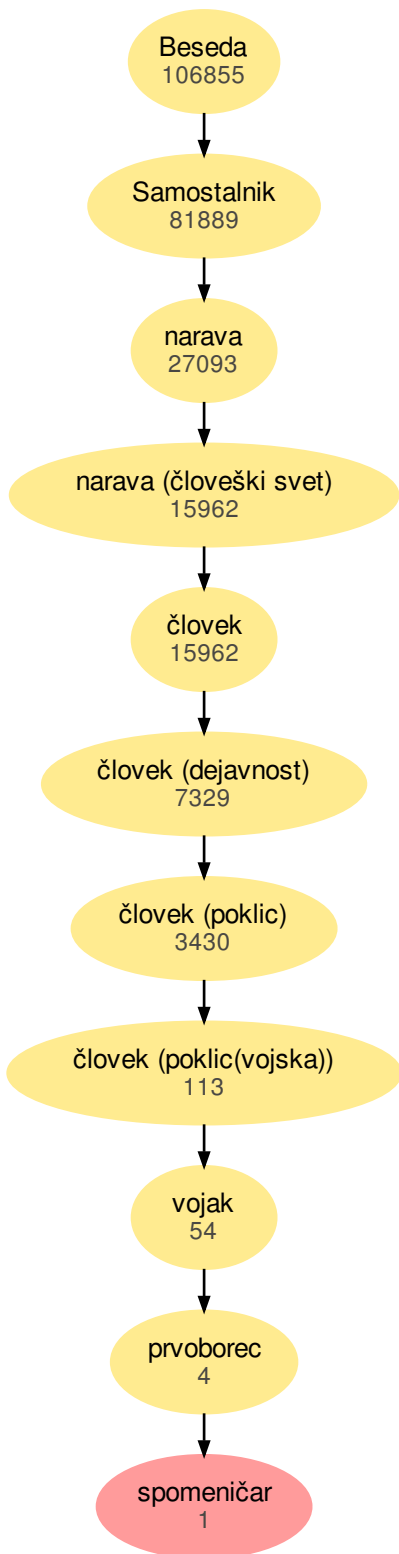 Beseda
106855
Samostalnik
81889
narava
27093
narava (človeški svet)
15962
človek
15962
človek (dejavnost)
7329
človek (poklic)
3430
človek (poklic(vojska))
113
vojak
54
prvoborec
4
spomeničar
1